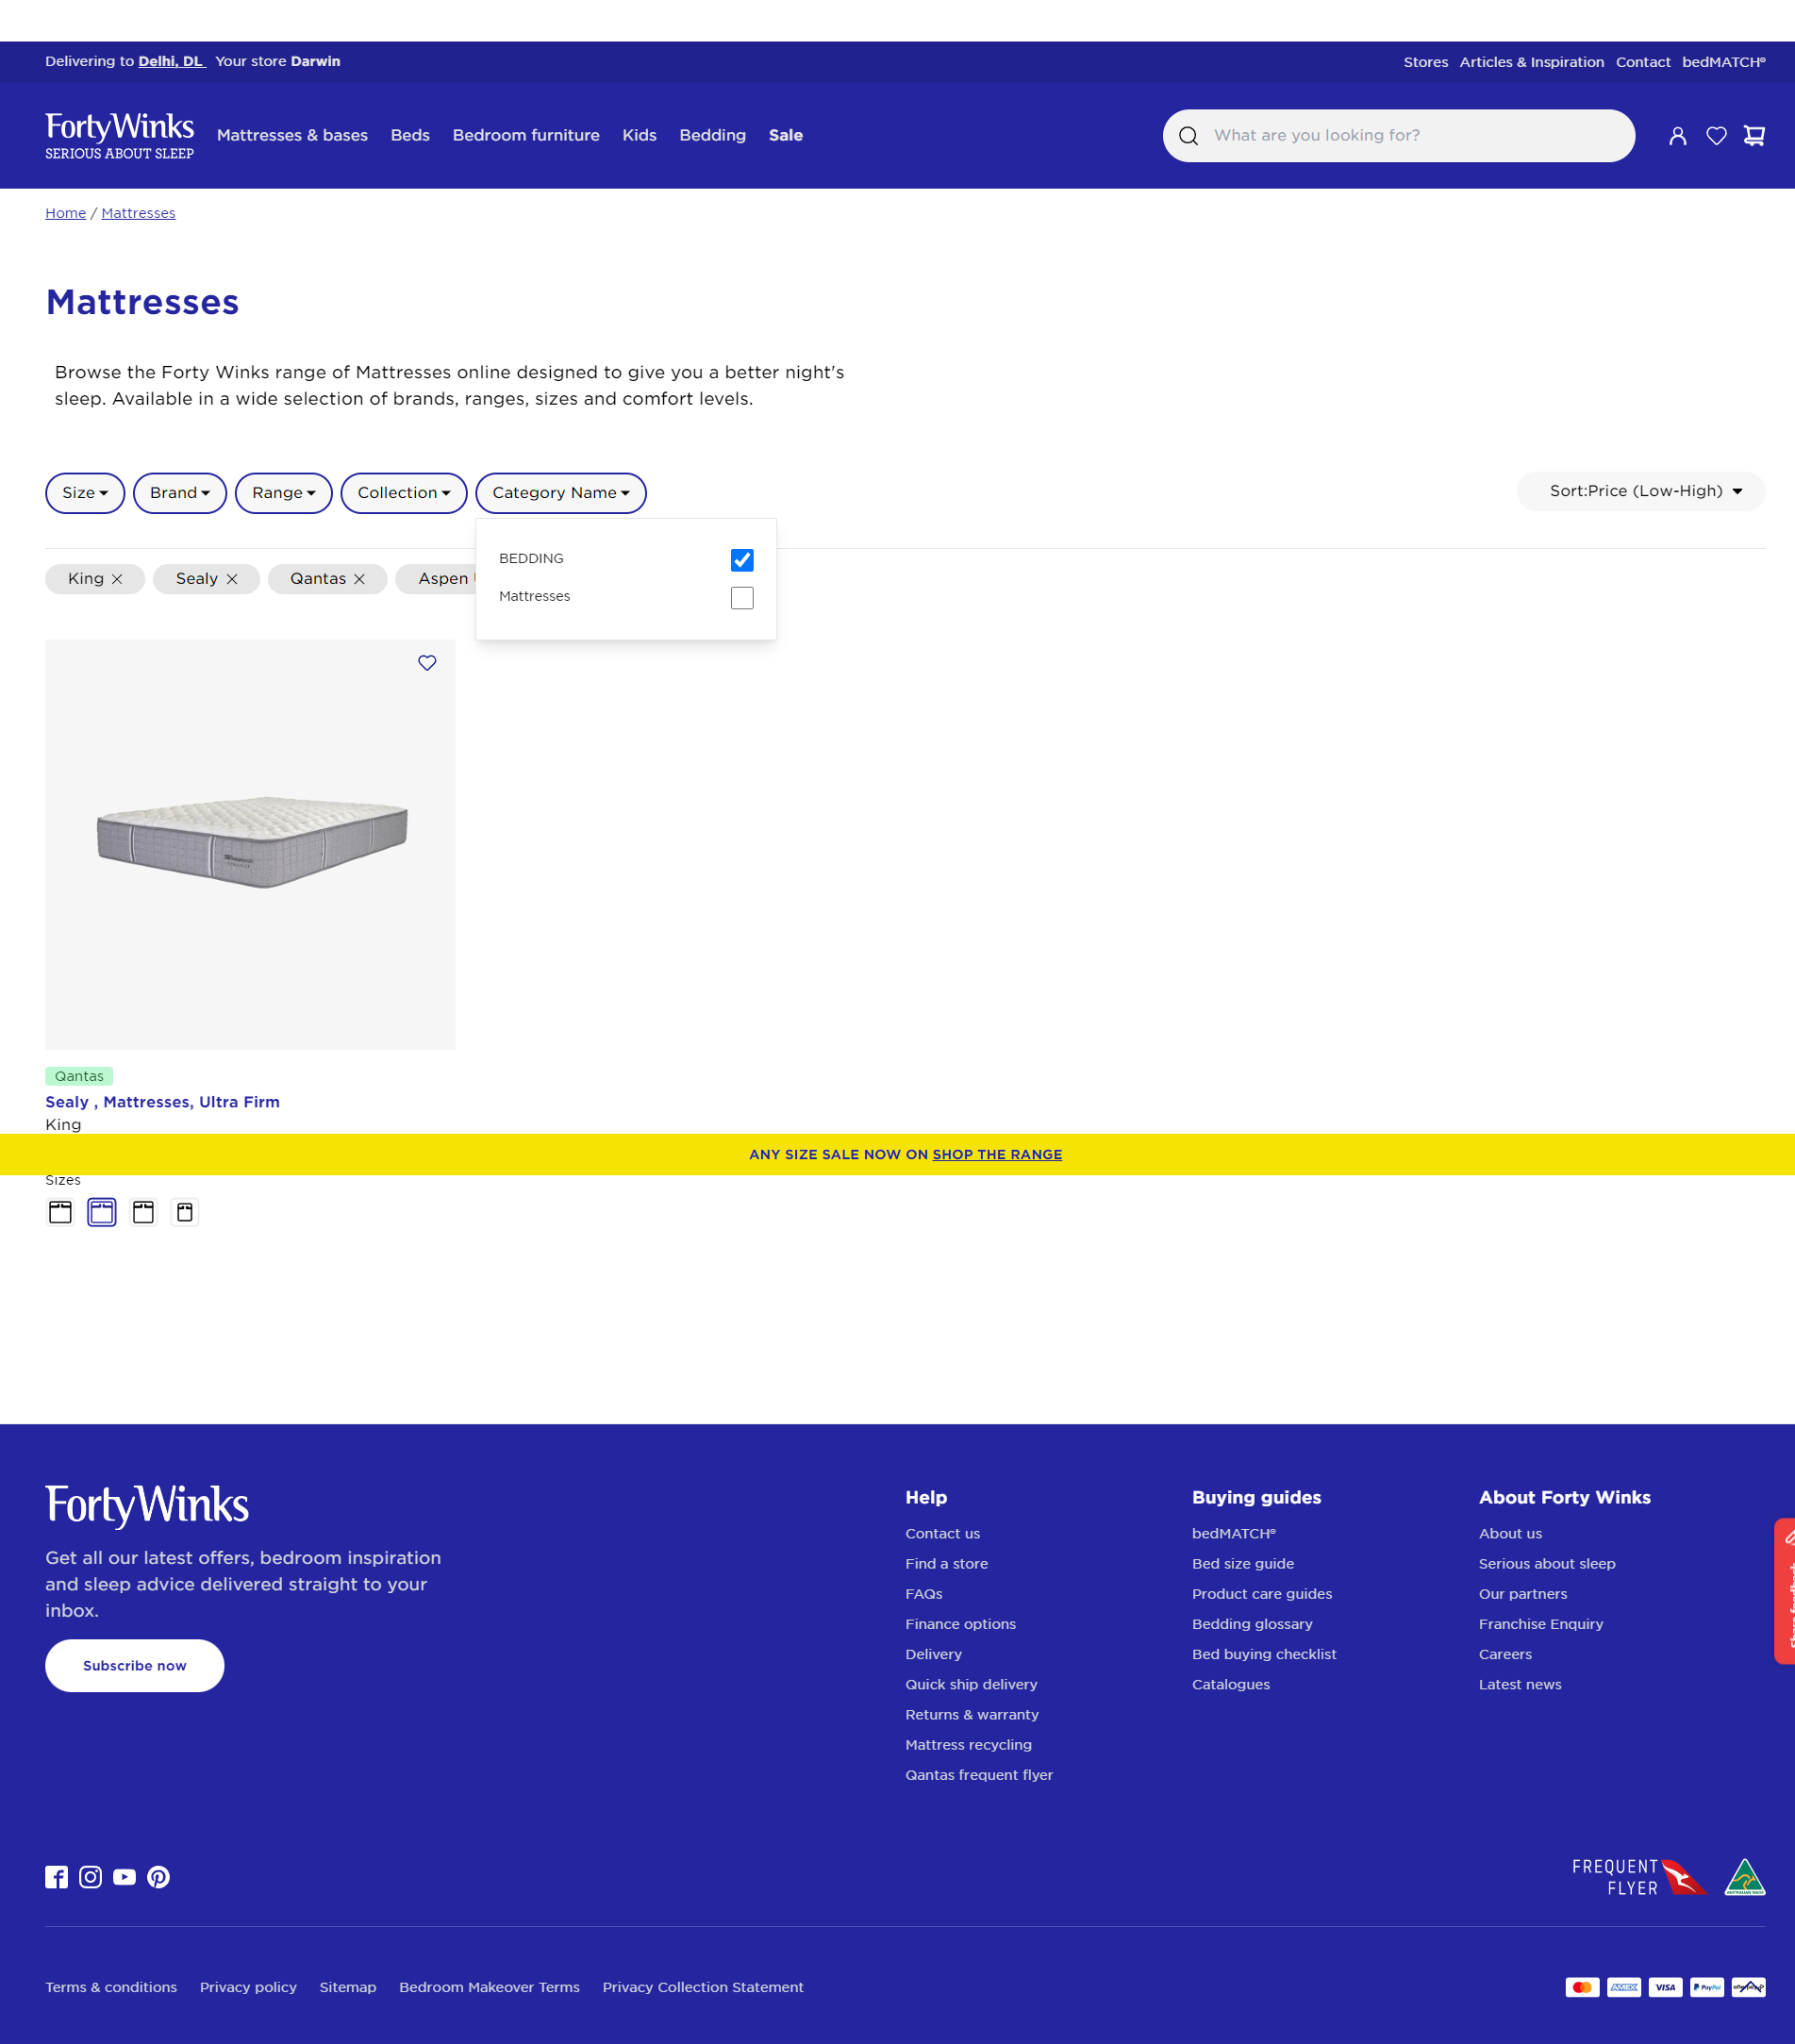 Delivering to Delhi, DL Your store Darwin
Stores Articles & Inspiration Contact bedMATCH®
FortyWinks
SERIOUS ABOUT SLEEP
Mattresses & bases Beds Bedroom furniture Kids Bedding Sale
What are you looking for?
Home / Mattresses
Mattresses
Browse the Forty Winks range of Mattresses online designed to give you a better night's
sleep. Available in a wide selection of brands, ranges, sizes and comfort levels.
Size Brand Range Collection Category Name
Sort:Price (Low-High)
BEDDING
Mattresses
King Sealy Qantas Aspen
Qantas
Sealy , Mattresses, Ultra Firm
King
ANY SIZE SALE NOW ON SHOP THE RANGE
Sizes
FortyWinks
Get all our latest offers, bedroom inspiration
and sleep advice delivered straight to your
inbox.
Subscribe now
Help
Contact us
Find a store
FAQs
Finance options
Delivery
Quick ship delivery
Returns & warranty
Mattress recycling
Qantas frequent flyer
Buying guides
bedMATCH®
Bed size guide
Product care guides
Bedding glossary
Bed buying checklist
Catalogues
About Forty Winks
About us
Serious about sleep
Our partners
Franchise Enquiry
Careers
Latest news
FREQUENT
FLYER
Terms & conditions Privacy policy Sitemap Bedroom Makeover Terms Privacy Collection Statement
AMEX VISA PayPal